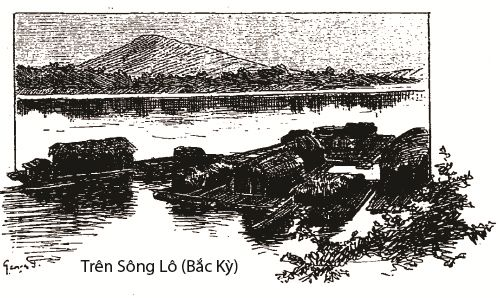 Trên Sông Lô (Bắc Kỳ)